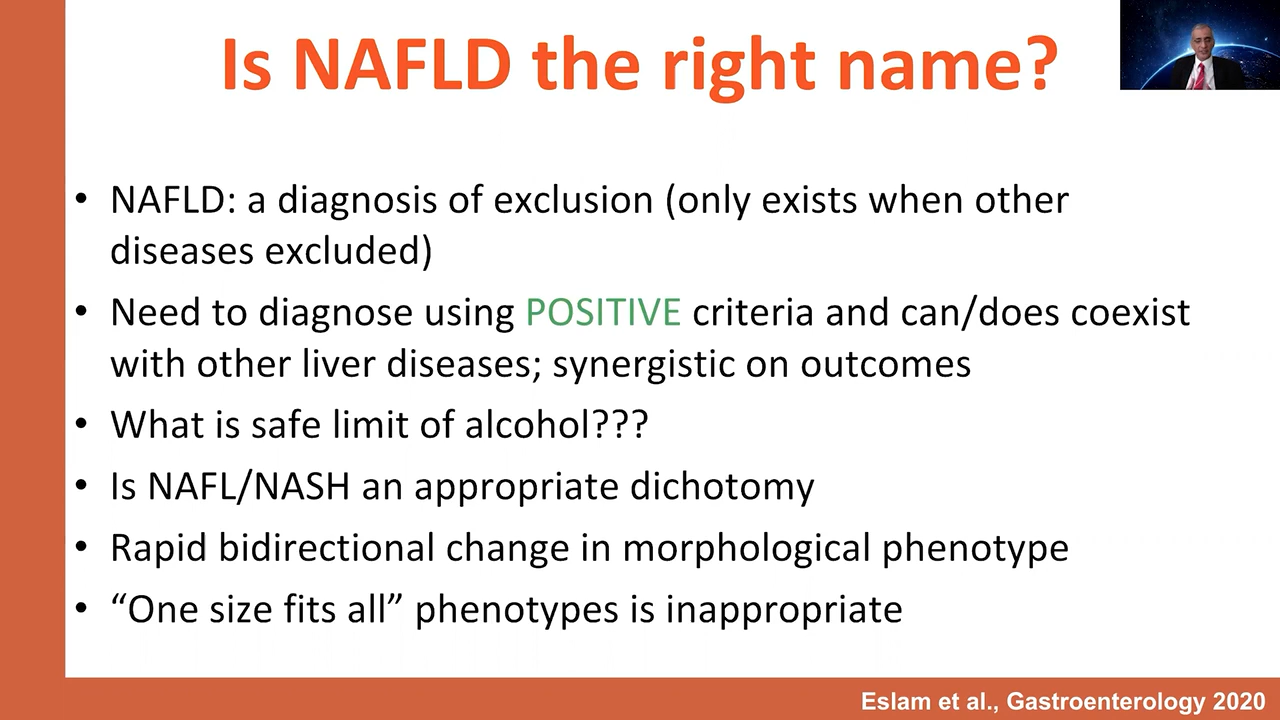 Is NAFLD the right name?
• NAFLD: a diagnosis of exclusion (only exists when other
diseases excluded)
• Need to diagnose using POSITIVE criteria and can/does coexist
with other liver diseases; synergistic on outcomes
• What is safe limit of alcohol???
• Is NAFL/NASH an appropriate dichotomy
• Rapid bidirectional change in morphological phenotype
• “One size fits all” phenotypes is inappropriate
Eslam et al., Gastroenterology 2020